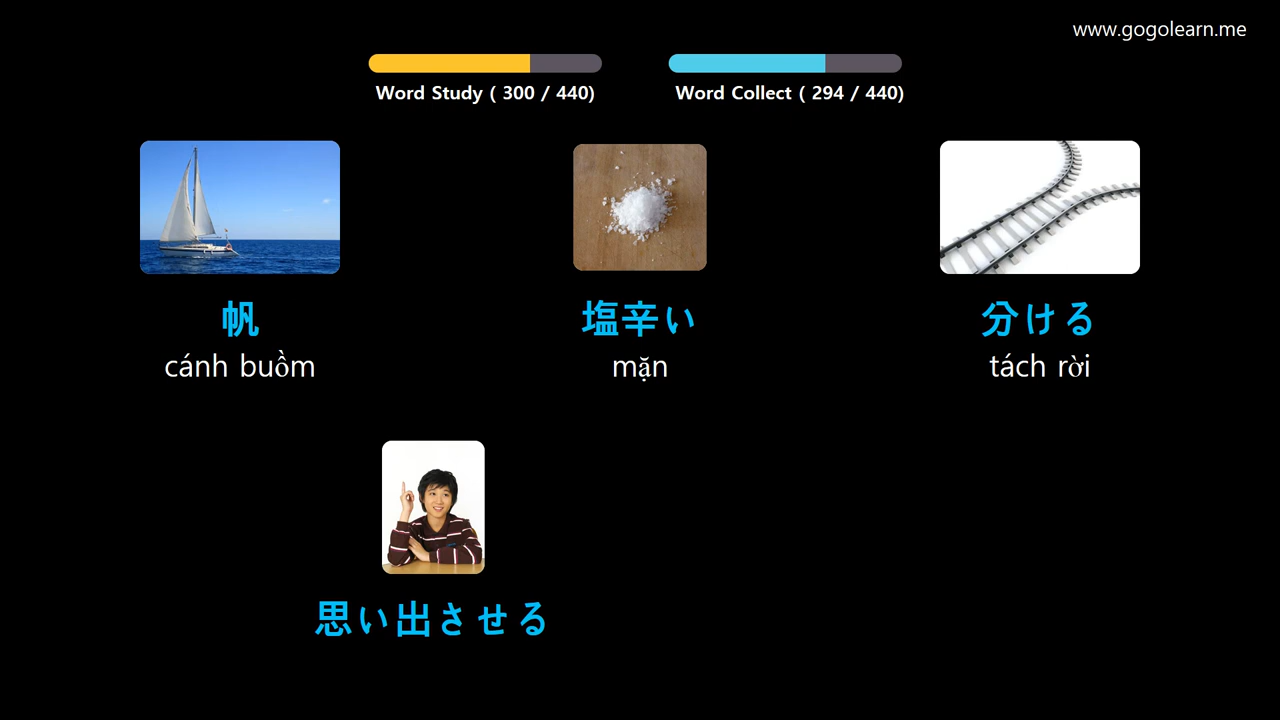 www.gogolearn.me
Word Study ( 300 / 440)
Word Collect ( 294 / 440)
帆
cánh buồm
塩辛い
mặn
分ける
tách rời
思い出させる